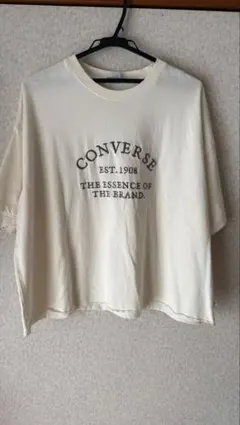 CONVERSE
EST. 1908
THE ESSENCE OF
THE BRAND.